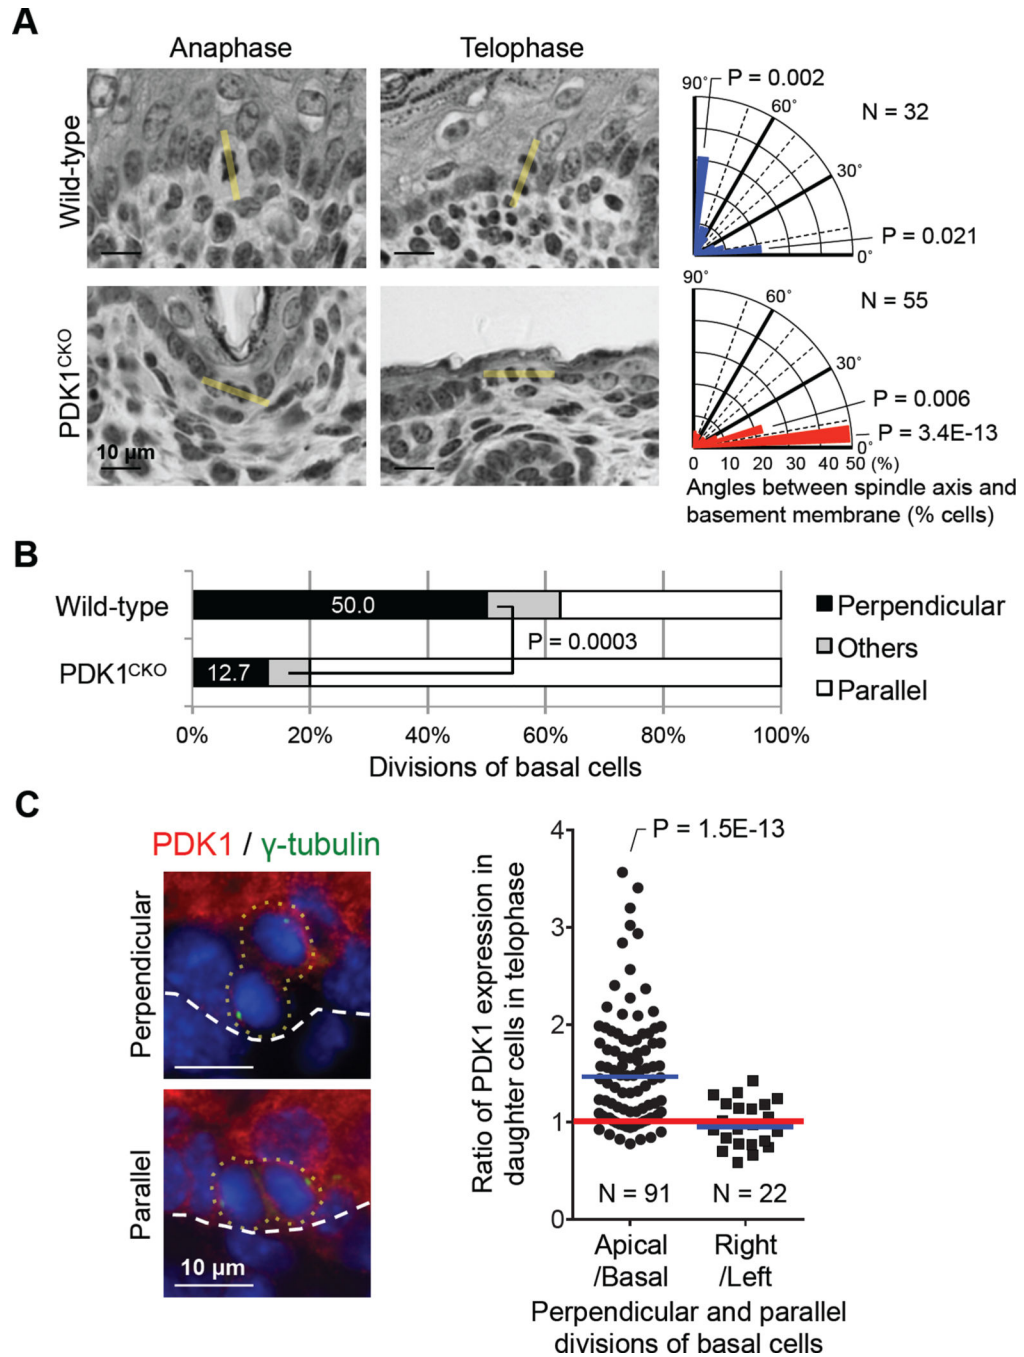 A
Anaphase
Telophase
Wild-type
PDK1CKO
10 µm
90°
60°
30°
0°
P = 0.002
N = 32
P = 0.021
90°
60°
30°
0°
N = 55
P = 0.006
P = 3.4E-13
0 10 20 30 40 50 (%)
Angles between spindle axis and
basement membrane (% cells)
B
Wild-type
50.0
PDK1CKO
12.7
P = 0.0003
Perpendicular
Others
Parallel
0% 20% 40% 60% 80% 100%
Divisions of basal cells
C
PDK1 / γ-tubulin
Perpendicular
Parallel
10 µm
Ratio of PDK1 expression in
daughter cells in telophase
4
3
2
1
0
P = 1.5E-13
N = 91
N = 22
Apical
/Basal
Right
/Left
Perpendicular and parallel
divisions of basal cells